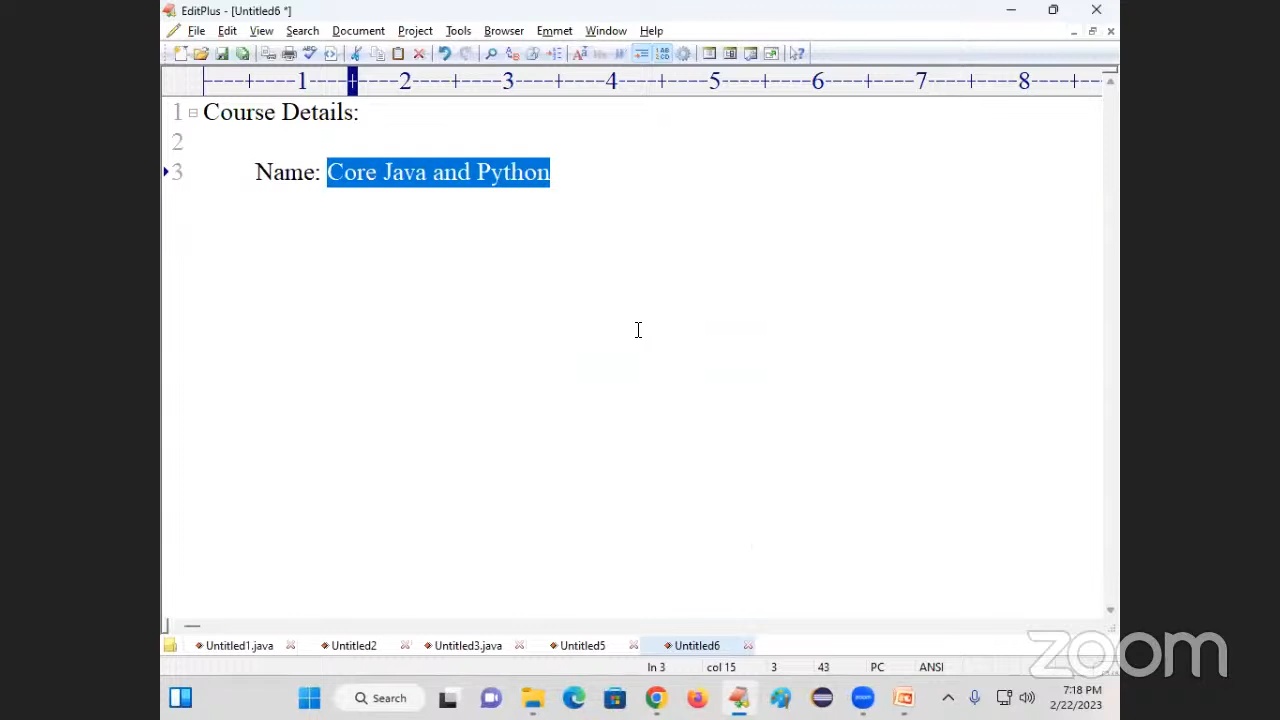 EditPlus - [Untitled6 *]
File Edit View Search Document Project Tools Browser Emmet Window Help
----+----1----+----2----+----3----+----4----+----5----+----6----+----7----+----8----+--
1 Course Details:
2
3 Name: Core Java and Python
Untitled1.java Untitled2 Untitled3.java Untitled5 Untitled6
ln 3 col 15 3 43 PC ANSI
zoom
Search
7:18 PM
2/22/2023